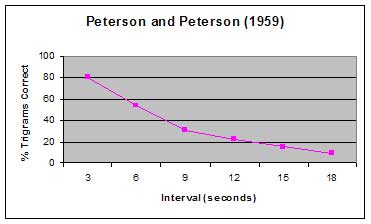 Peterson and Peterson (1959)
% Trigrams Correct
100
80
60
40
20
0
3 6 9 12 15 18
Interval (seconds)